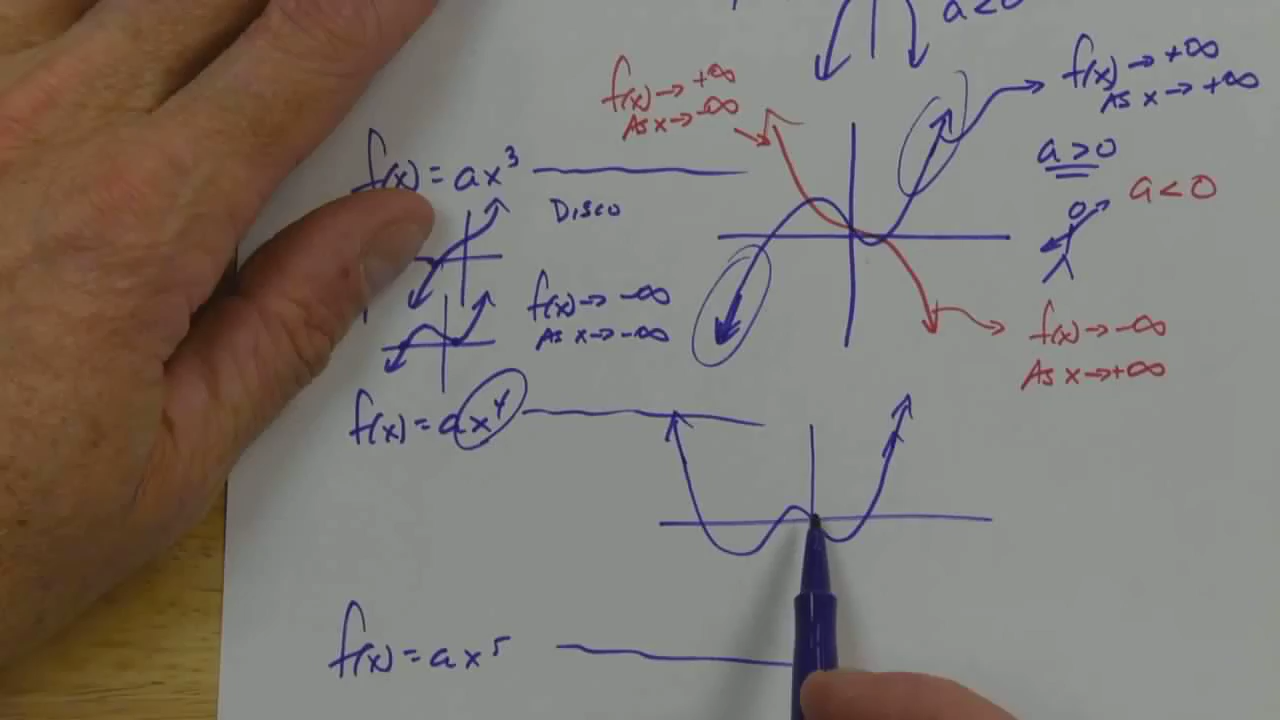 a<0
f(x)→+∞
As x→-∞
f(x)→+∞
As x→+∞
f(x)=ax³
Disco
a>0
a<0
f(x)→-∞
As x→-∞
f(x)→-∞
As x→+∞
f(x)=ax⁴
f(x)=ax⁵